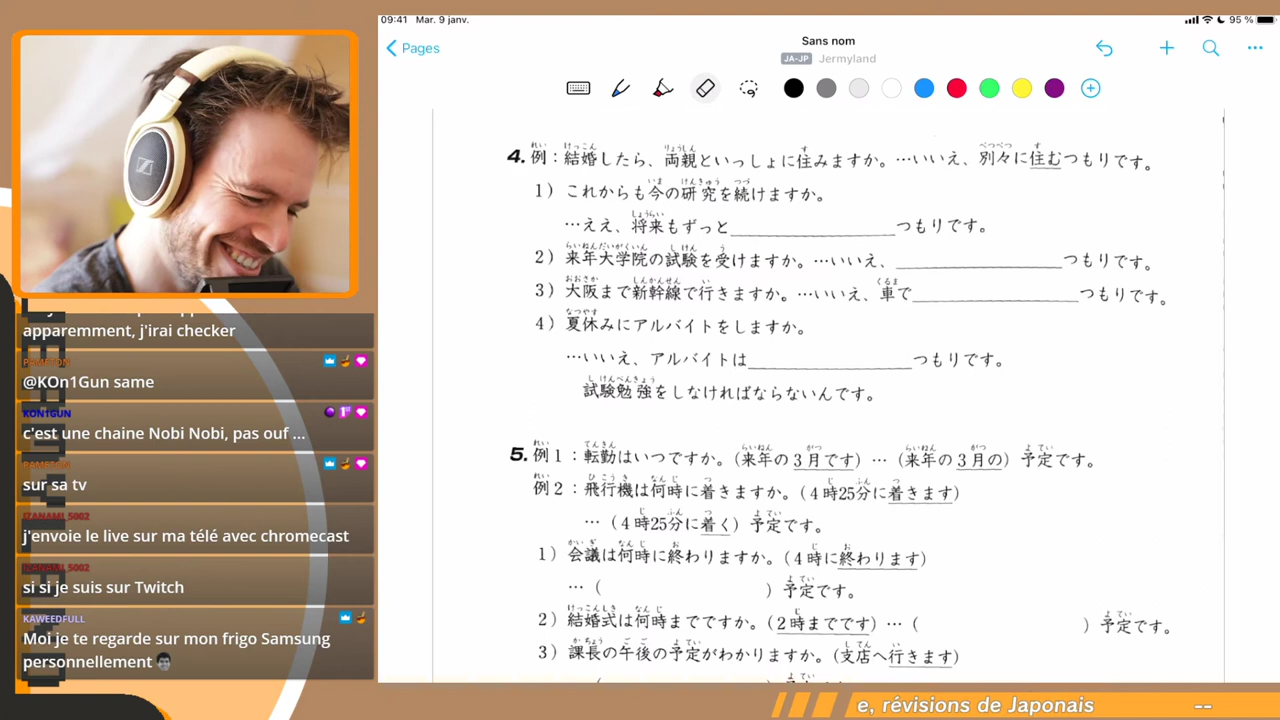 09:41 Mar. 9 janv.
95 %
Pages
Sans nom
JA-JP Jermyland
apparemment, j'irai checker
PAMETON
@KOn1Gun same
KON1GUN
c'est une chaine Nobi Nobi, pas ouf ...
PAMETON
sur sa tv
IZANAMI_5002
j'envoie le live sur ma télé avec chromecast
IZANAMI_5002
si si je suis sur Twitch
KAWEEDFULL
Moi je te regarde sur mon frigo Samsung
personnellement
4. 例：結婚したら、両親といっしょに住みますか。…いいえ、別々に住むつもりです。
1）これからも今の研究を続けますか。
…ええ、将来もずっと＿＿＿＿＿＿つもりです。
2）来年大学院の試験を受けますか。…いいえ、＿＿＿＿＿＿つもりです。
3）大阪まで新幹線で行きますか。…いいえ、車で＿＿＿＿＿＿つもりです。
4）夏休みにアルバイトをしますか。
…いいえ、アルバイトは＿＿＿＿＿＿つもりです。
試験勉強をしなければならないんです。
5. 例1：転勤はいつですか。（来年の3月です）…（来年の3月の）予定です。
例2：飛行機は何時に着きますか。（4時25分に着きます）
…（4時25分に着く）予定です。
1）会議は何時に終わりますか。（4時に終わります）
…（　　　　　　）予定です。
2）結婚式は何時までですか。（2時までです）…（　　　　　　）予定です。
3）課長の午後の予定がわかりますか。（支店へ行きます）
e, révisions de Japonais --